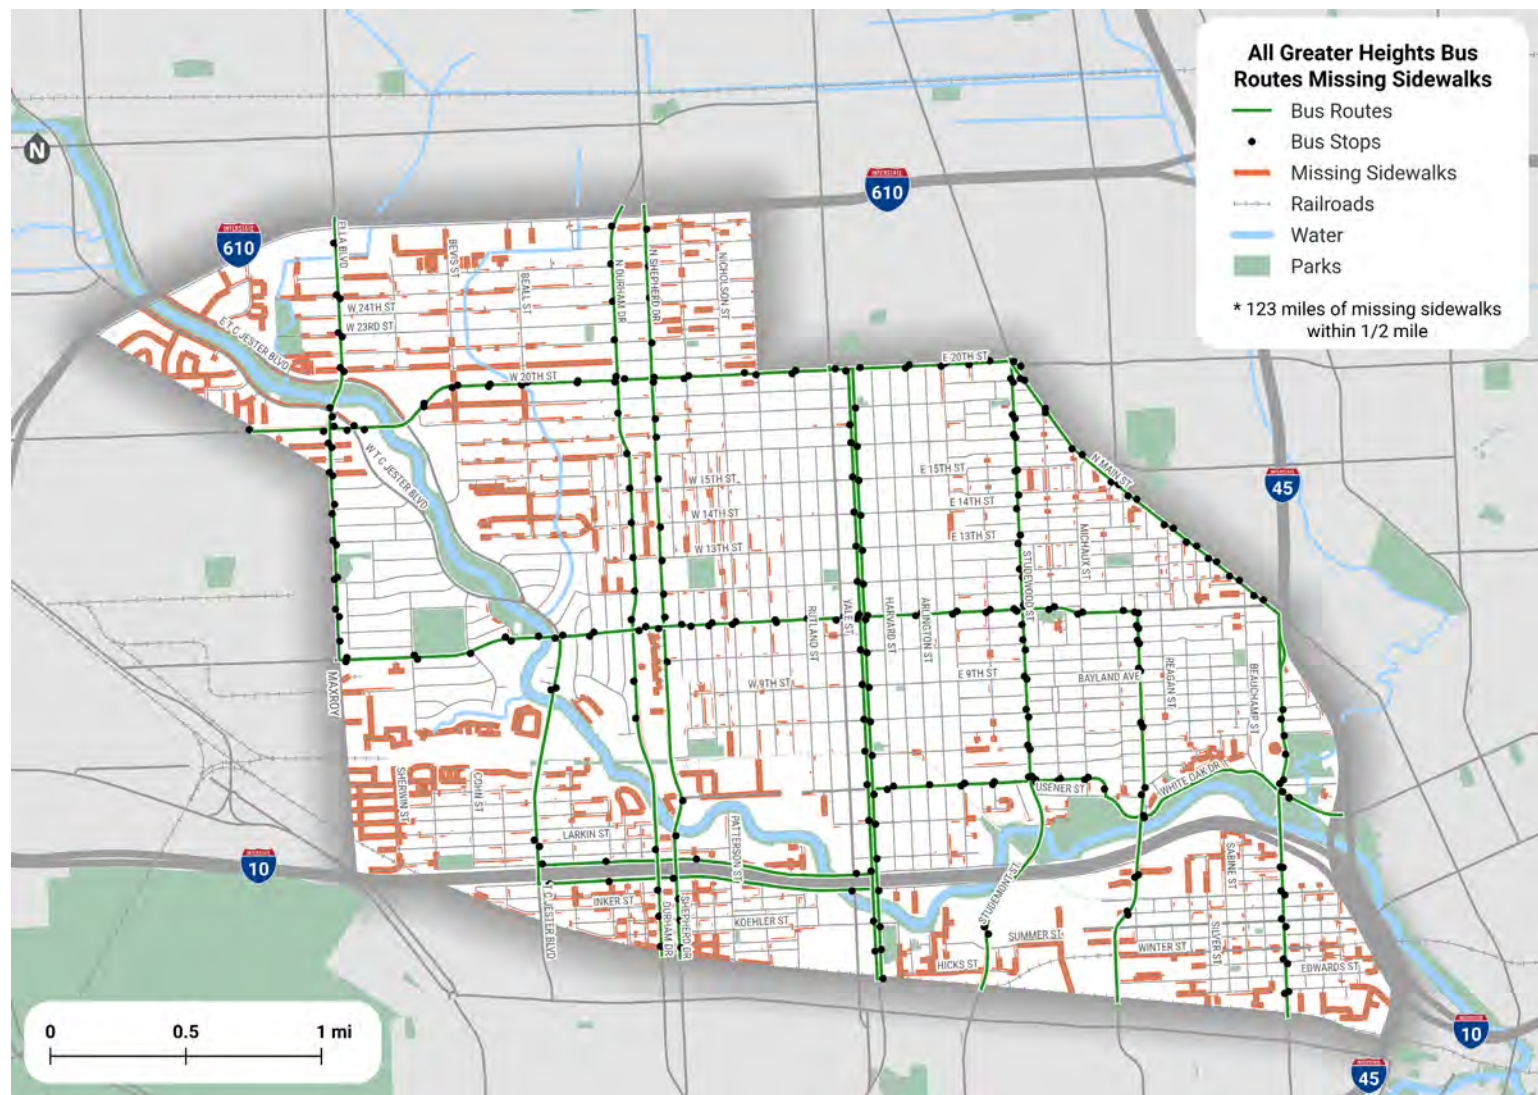 All Greater Heights Bus
Routes Missing Sidewalks
Bus Routes
Bus Stops
Missing Sidewalks
Railroads
Water
Parks
* 123 miles of missing sidewalks
within 1/2 mile
N
INTERSTATE
610
INTERSTATE
610
ELLA BLVD
BEVIS ST
BEALL ST
N DURHAM DR
N SHEPHERD DR
NICHOLSON ST
W 24TH ST
W 23RD ST
E T C JESTER BLVD
W 20TH ST
E 20TH ST
W T C JESTER BLVD
N MAIN ST
INTERSTATE
45
W 15TH ST
E 15TH ST
W 14TH ST
E 14TH ST
W 13TH ST
E 13TH ST
MICHAUX ST
STUDEWOOD ST
RUTLAND ST
YALE ST
HARVARD ST
ARLINGTON ST
MAXROY
W 9TH ST
E 9TH ST
BAYLAND AVE
REAGAN ST
BEAUCHAMP ST
SHERWIN ST
COHN ST
USENER ST
WHITE OAK DR
LARKIN ST
PATTERSON ST
INTERSTATE
10
SABINE ST
T C JESTER BLVD
INKER ST
DURHAM DR
SHEPHERD DR
KOEHLER ST
STUDEMONT ST
SUMMER ST
HICKS ST
WINTER ST
SILVER ST
EDWARDS ST
0 0.5 1 mi
INTERSTATE
10
INTERSTATE
45